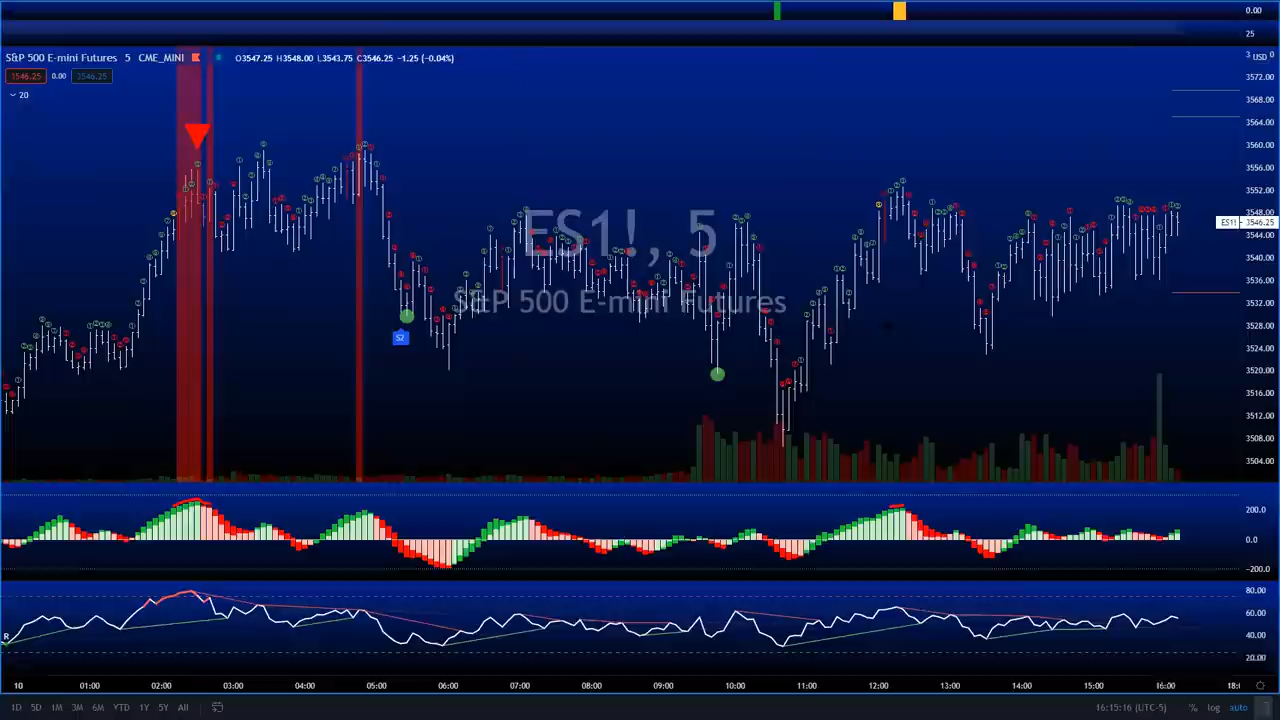 0.00
25
S&P 500 E-mini Futures 5 CME_MINI O3547.25 H3548.00 L3543.75 C3546.25 −1.25 (−0.04%)
USD
3546.25 0.00 3546.25
20
3572.00
3568.00
3564.00
3560.00
3556.00
3552.00
3548.00
ES1! 3546.25
3544.00
3540.00
3536.00
3532.00
3528.00
3524.00
3520.00
3516.00
3512.00
3508.00
3504.00
ES1!, 5
S&P 500 E-mini Futures
S2
200.0
0.0
−200.0
80.00
60.00
40.00
20.00
R
10 01:00 02:00 03:00 04:00 05:00 06:00 07:00 08:00 09:00 10:00 11:00 12:00 13:00 14:00 15:00 16:00 18:
1D 5D 1M 3M 6M YTD 1Y 5Y All 16:15:16 (UTC-5) % log auto